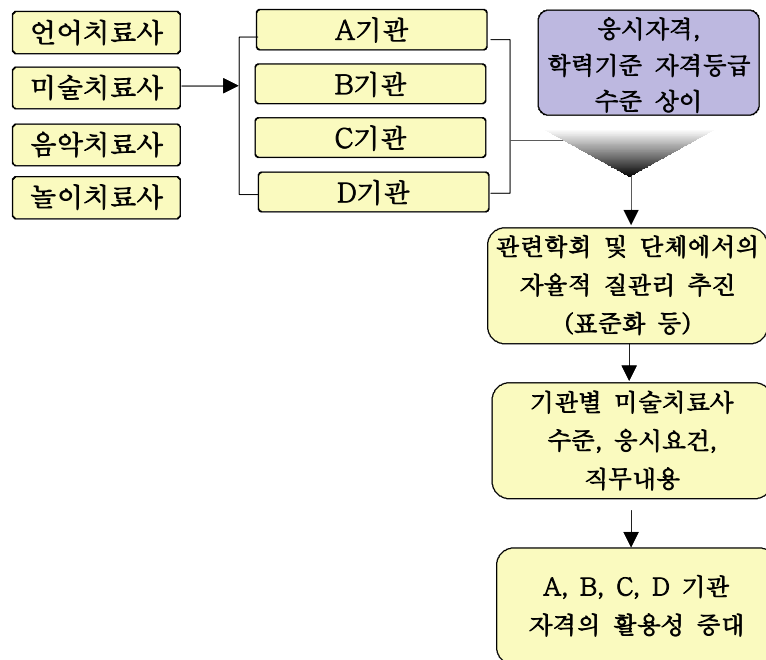 언어치료사
미술치료사
음악치료사
놀이치료사
A기관
B기관
C기관
D기관
응시자격,
학력기준 자격등급
수준 상이
관련학회 및 단체에서의
자율적 질관리 추진
(표준화 등)
기관별 미술치료사
수준, 응시요건,
직무내용
A, B, C, D 기관
자격의 활용성 증대